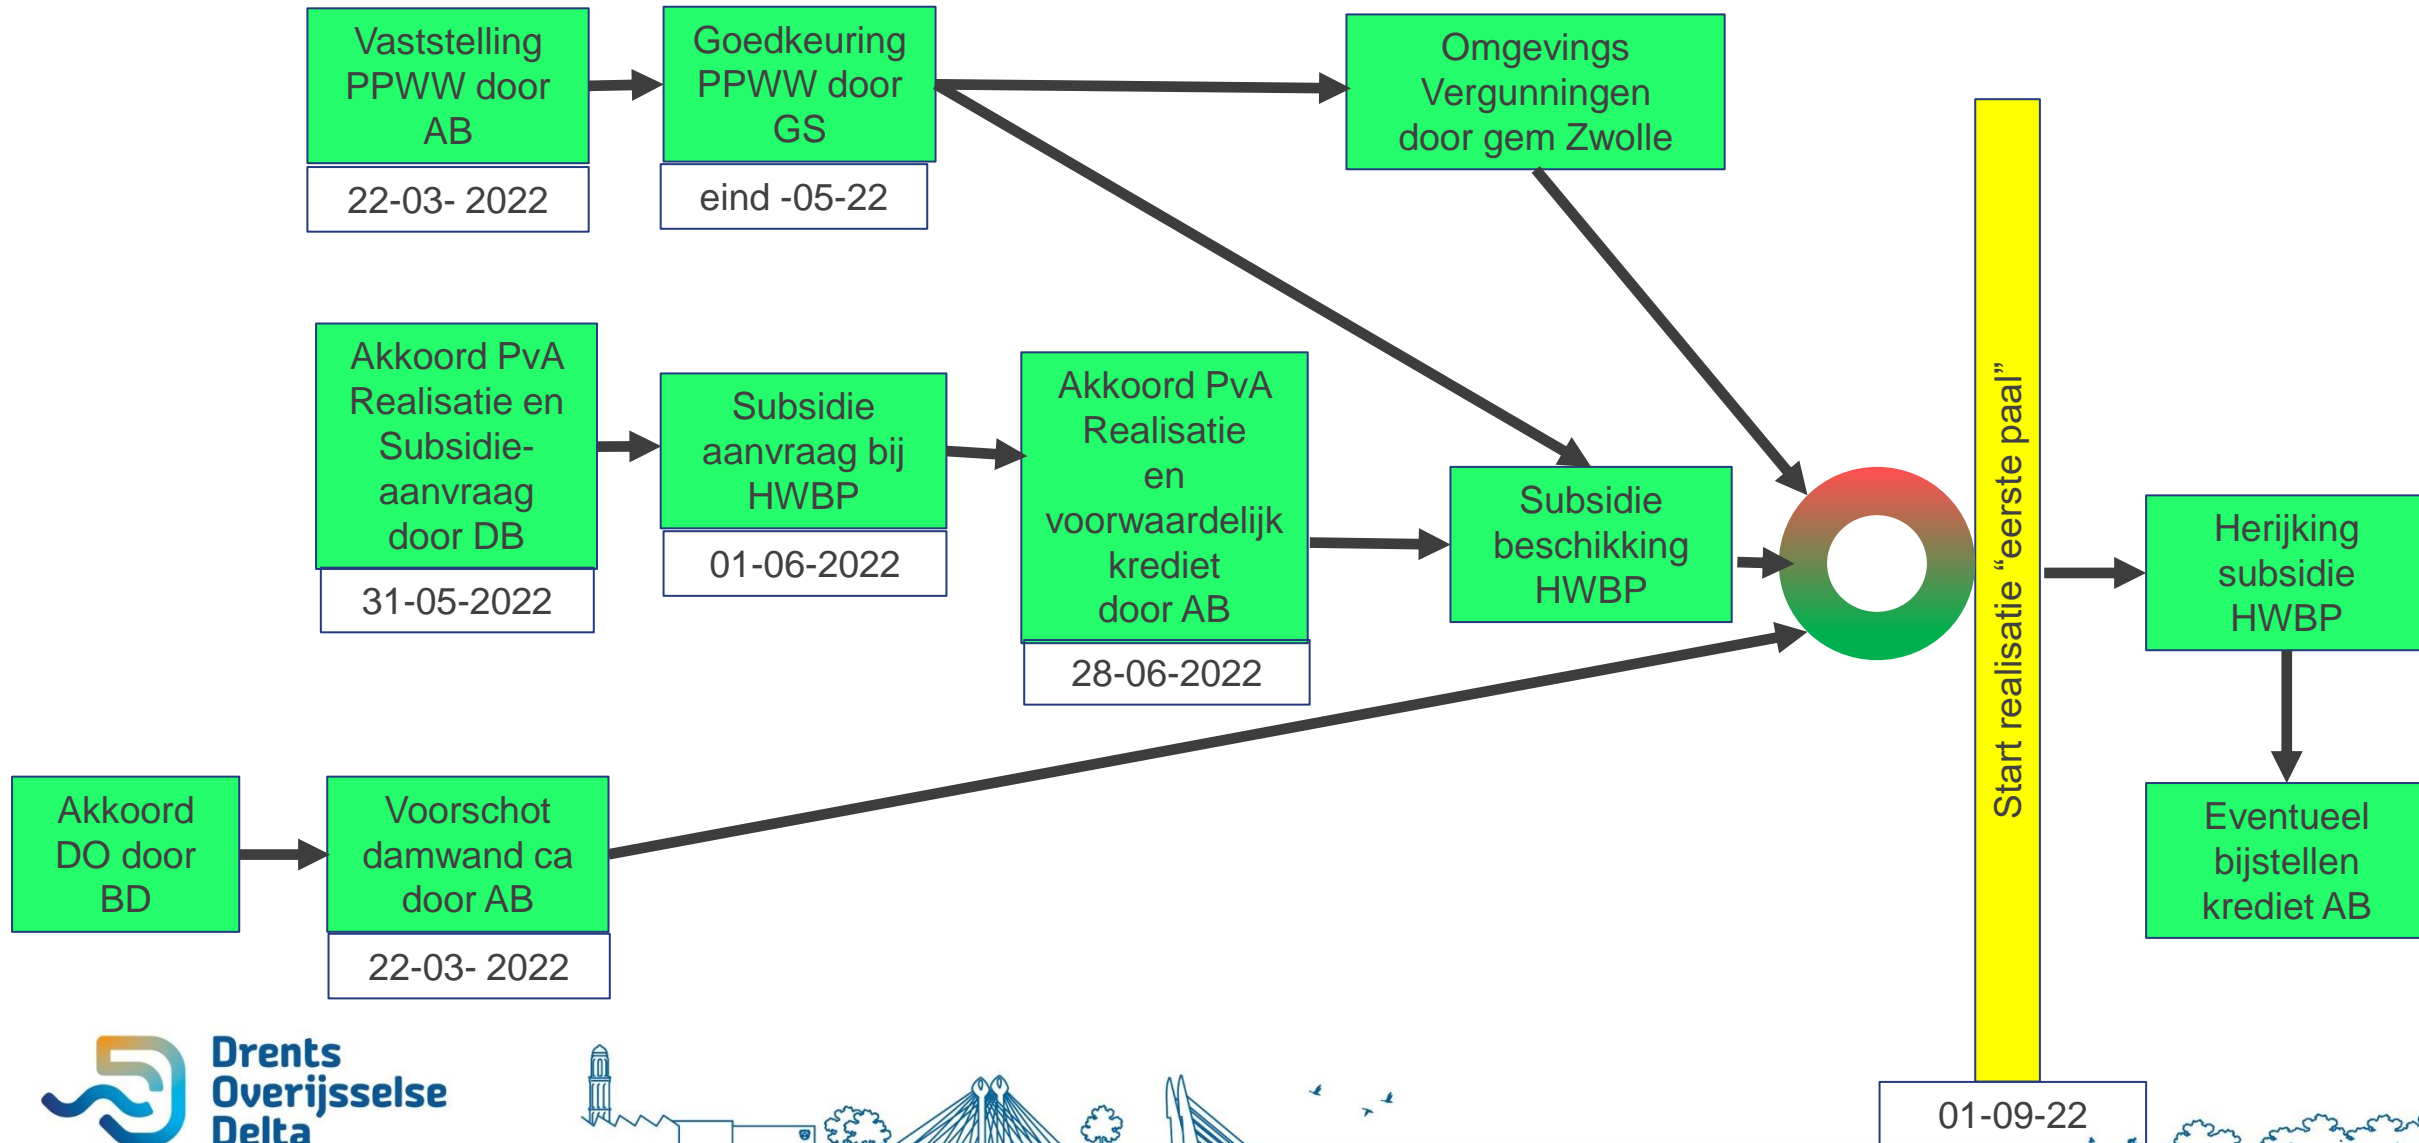 Vaststelling
PPWW door
AB
22-03- 2022
Goedkeuring
PPWW door
GS
eind -05-22
Omgevings
Vergunningen
door gem Zwolle
Akkoord PvA
Realisatie en
Subsidie-
aanvraag
door DB
31-05-2022
Subsidie
aanvraag bij
HWBP
01-06-2022
Akkoord PvA
Realisatie
en
voorwaardelijk
krediet
door AB
28-06-2022
Subsidie
beschikking
HWBP
Start realisatie “eerste paal”
01-09-22
Herijking
subsidie
HWBP
Eventueel
bijstellen
krediet AB
Akkoord
DO door
BD
Voorschot
damwand ca
door AB
22-03- 2022
Drents
Overijsselse
Delta